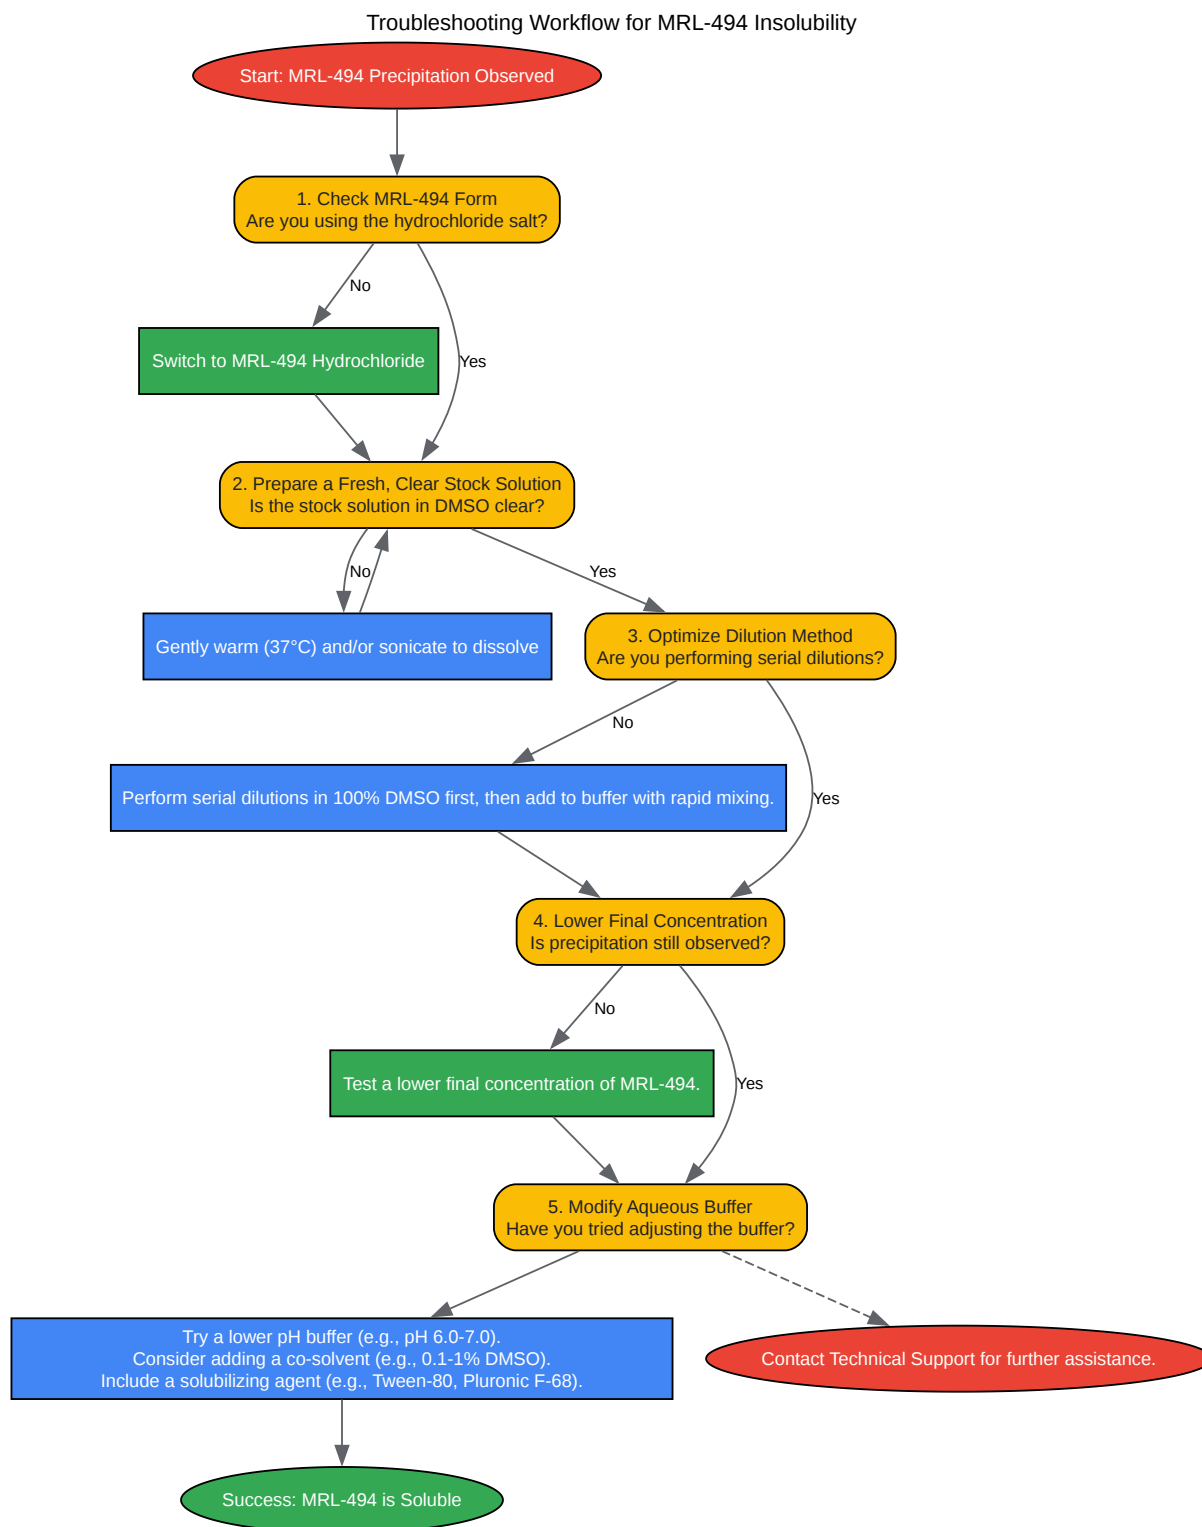 Troubleshooting Workflow for MRL-494 Insolubility
Start: MRL-494 Precipitation Observed
1. Check MRL-494 Form
Are you using the hydrochloride salt?
No
Switch to MRL-494 Hydrochloride
Yes
2. Prepare a Fresh, Clear Stock Solution
Is the stock solution in DMSO clear?
No
Yes
Gently warm (37°C) and/or sonicate to dissolve
3. Optimize Dilution Method
Are you performing serial dilutions?
No
Perform serial dilutions in 100% DMSO first, then add to buffer with rapid mixing.
Yes
4. Lower Final Concentration
Is precipitation still observed?
No
Test a lower final concentration of MRL-494.
Yes
5. Modify Aqueous Buffer
Have you tried adjusting the buffer?
Try a lower pH buffer (e.g., pH 6.0-7.0).
Consider adding a co-solvent (e.g., 0.1-1% DMSO).
Include a solubilizing agent (e.g., Tween-80, Pluronic F-68).
Contact Technical Support for further assistance.
Success: MRL-494 is Soluble